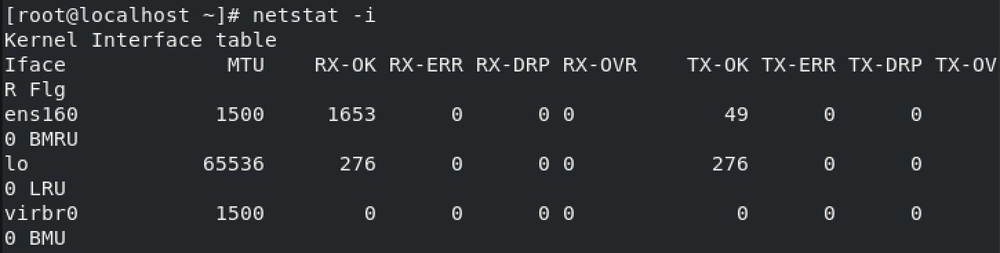 [root@localhost ~]# netstat -i
Kernel Interface table
Iface             MTU    RX-OK RX-ERR RX-DRP RX-OVR    TX-OK TX-ERR TX-DRP TX-OV
R Flg
ens160           1500     1653      0      0 0            49      0      0      
0 BMRU
lo              65536      276      0      0 0           276      0      0      
0 LRU
virbr0           1500        0      0      0 0             0      0      0      
0 BMU